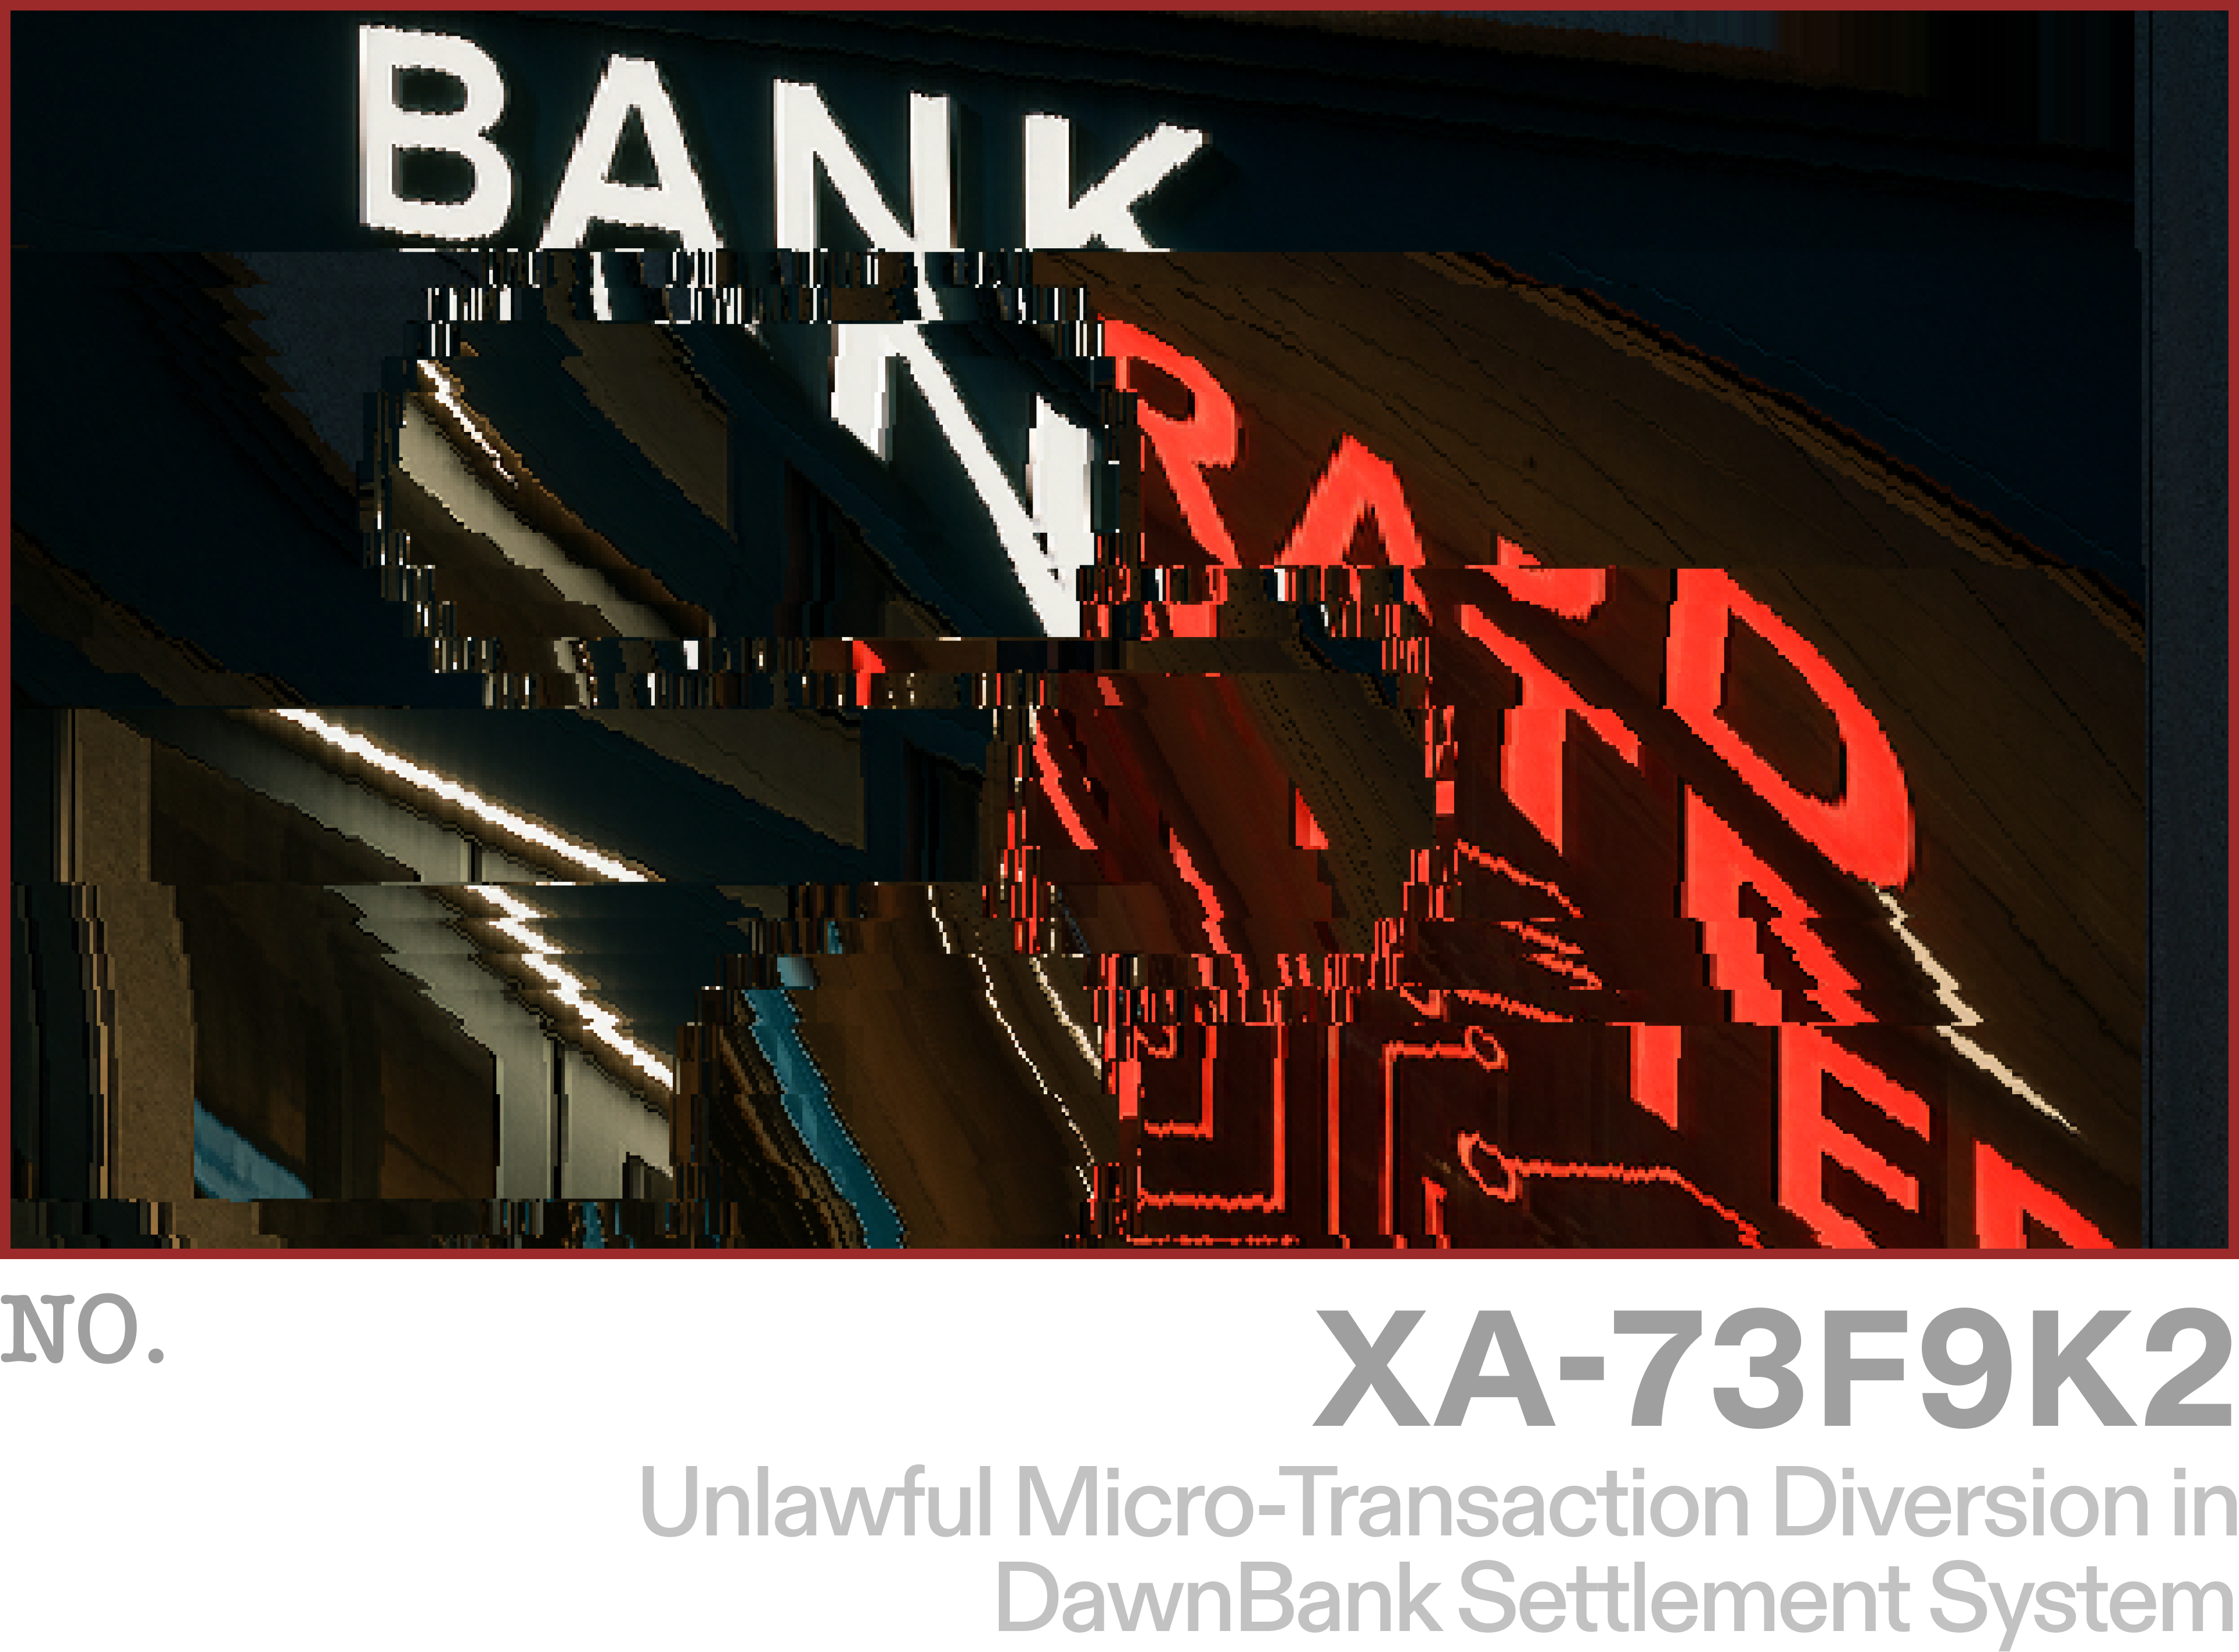 BANK
NO.
XA-73F9K2
Unlawful Micro-Transaction Diversion in
DawnBank Settlement System